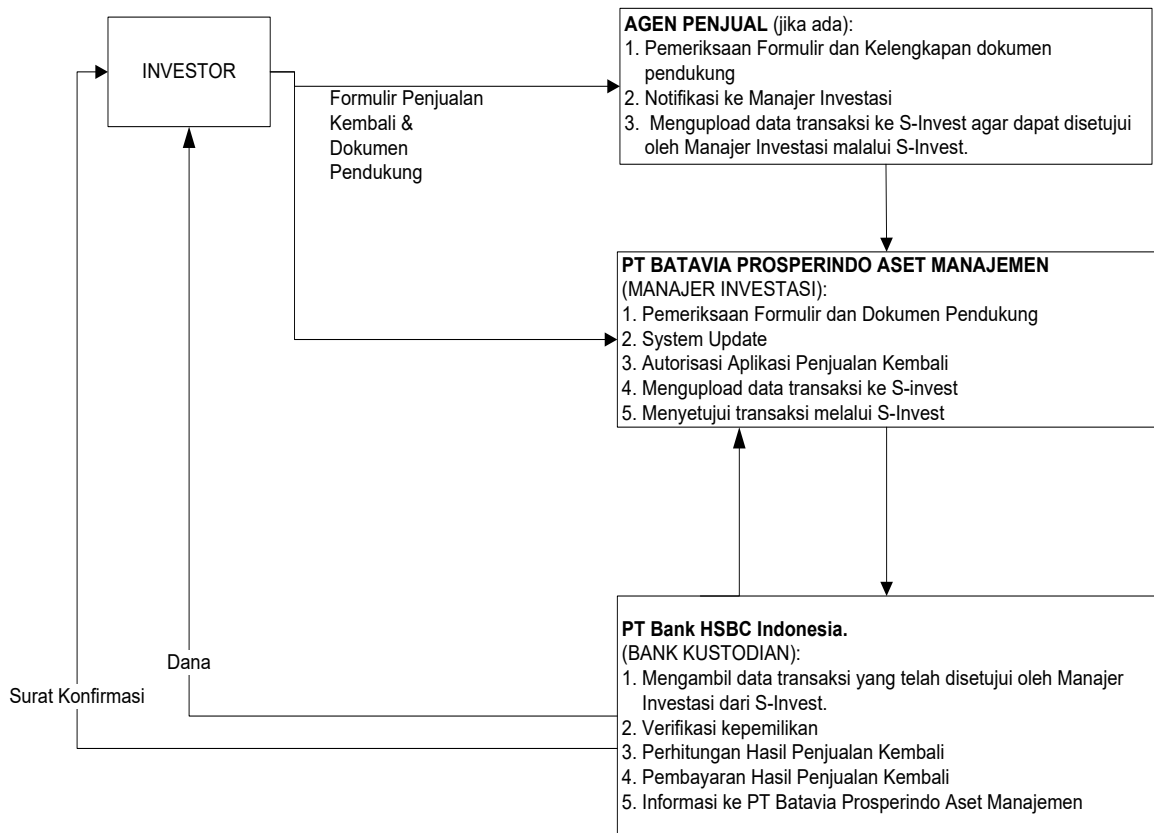 INVESTOR
Formulir Penjualan
Kembali &
Dokumen
Pendukung
AGEN PENJUAL (jika ada):
1. Pemeriksaan Formulir dan Kelengkapan dokumen
pendukung
2. Notifikasi ke Manajer Investasi
3. Mengupload data transaksi ke S-Invest agar dapat disetujui
oleh Manajer Investasi malalui S-Invest.
PT BATAVIA PROSPERINDO ASET MANAJEMEN
(MANAJER INVESTASI):
1. Pemeriksaan Formulir dan Dokumen Pendukung
2. System Update
3. Autorisasi Aplikasi Penjualan Kembali
4. Mengupload data transaksi ke S-invest
5. Menyetujui transaksi melalui S-Invest
PT Bank HSBC Indonesia.
(BANK KUSTODIAN):
1. Mengambil data transaksi yang telah disetujui oleh Manajer
Investasi dari S-Invest.
2. Verifikasi kepemilikan
3. Perhitungan Hasil Penjualan Kembali
4. Pembayaran Hasil Penjualan Kembali
5. Informasi ke PT Batavia Prosperindo Aset Manajemen
Dana
Surat Konfirmasi